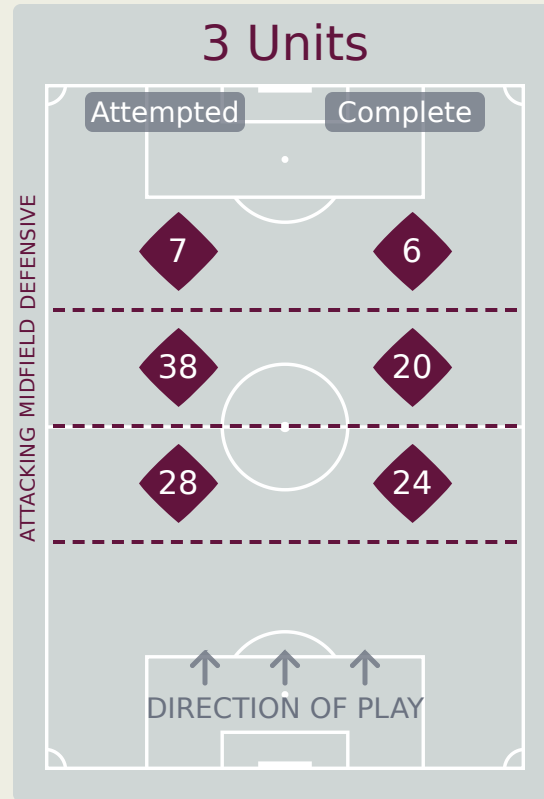 3 Units
Attempted Complete
7 6
38 20
28 24
ATTACKING MIDFIELD DEFENSIVE
DIRECTION OF PLAY